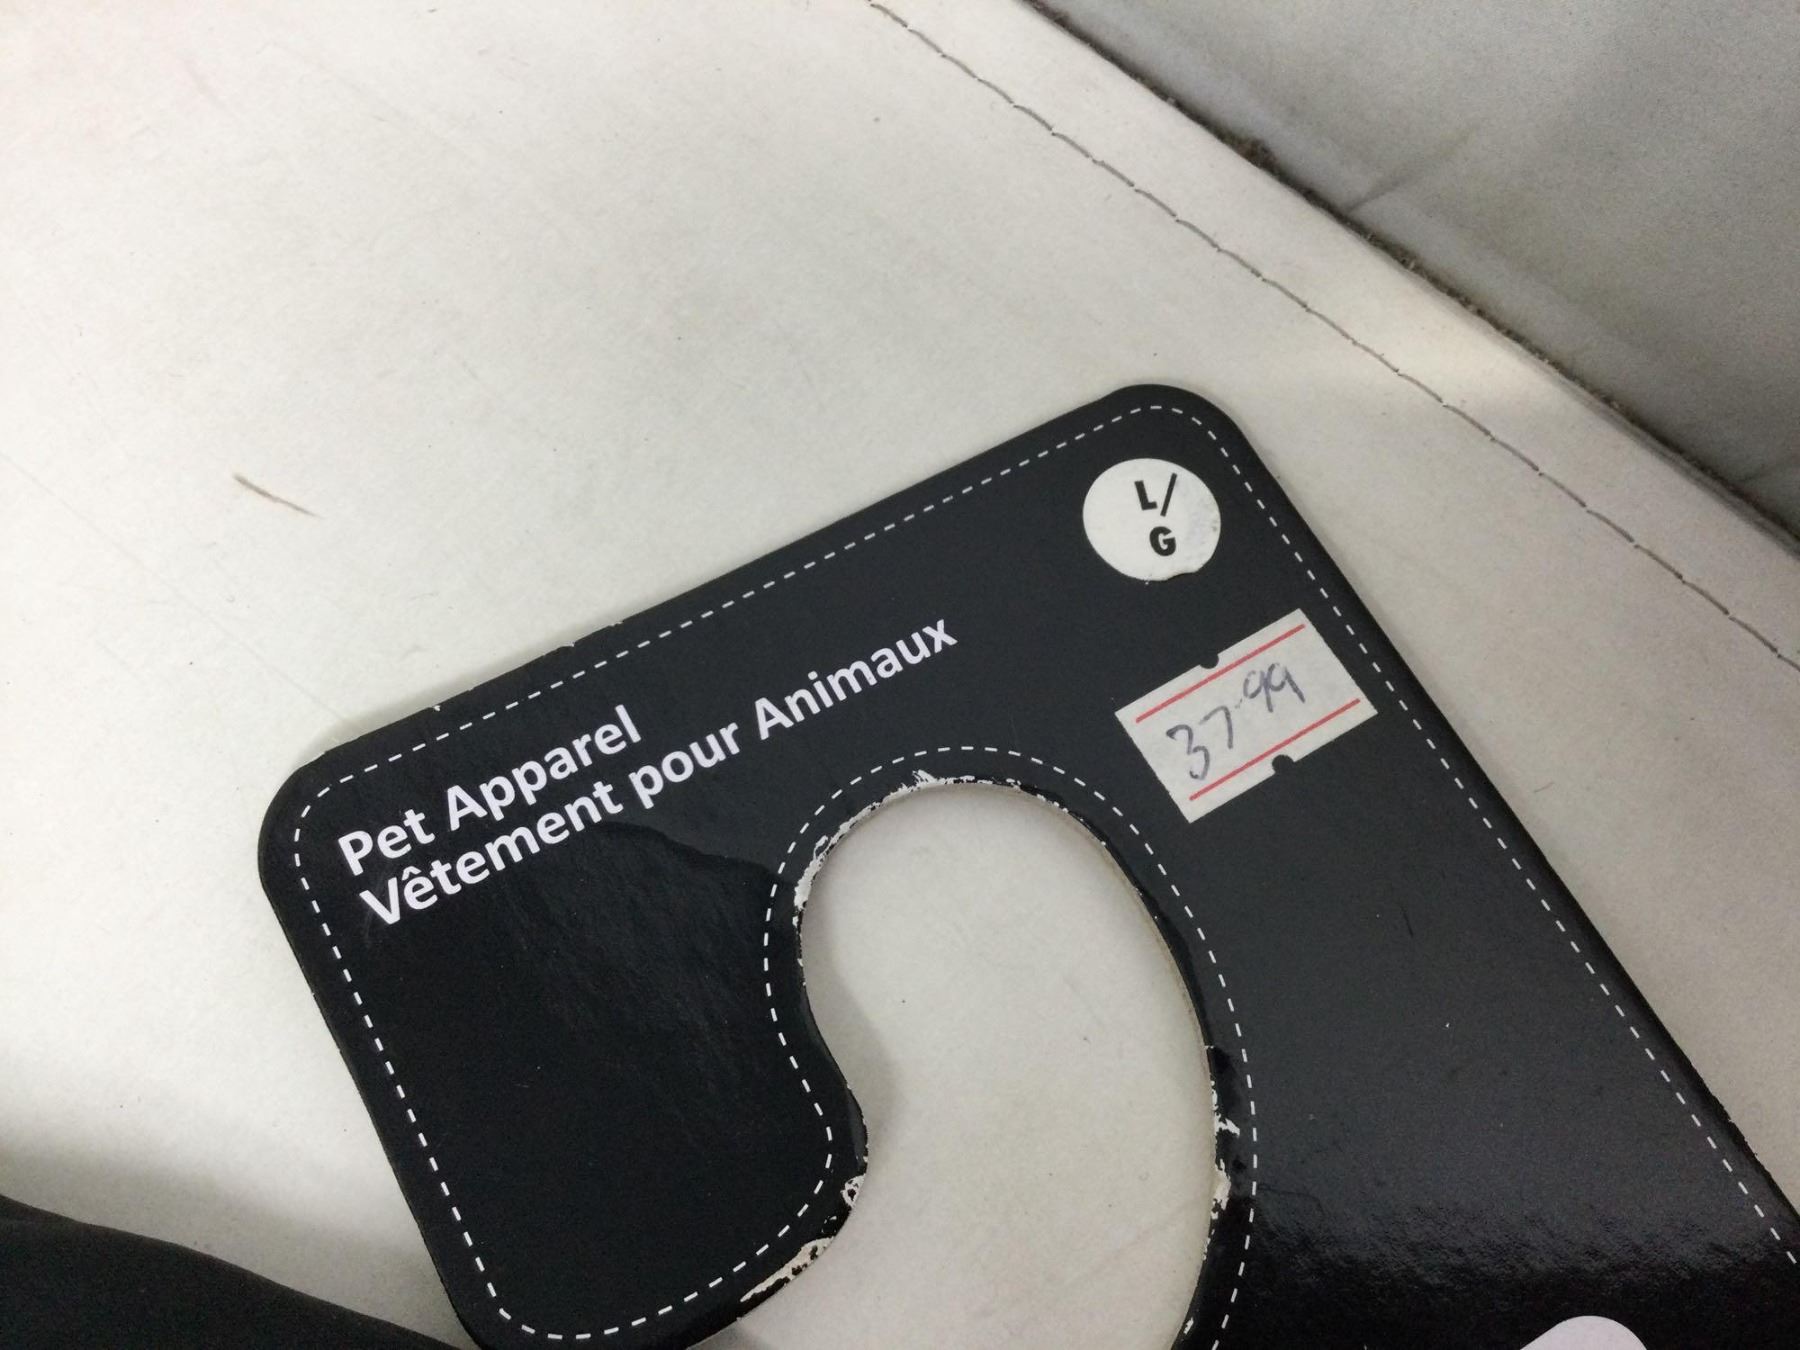 L/
G
37.99
Pet Apparel
Vêtement pour Animaux